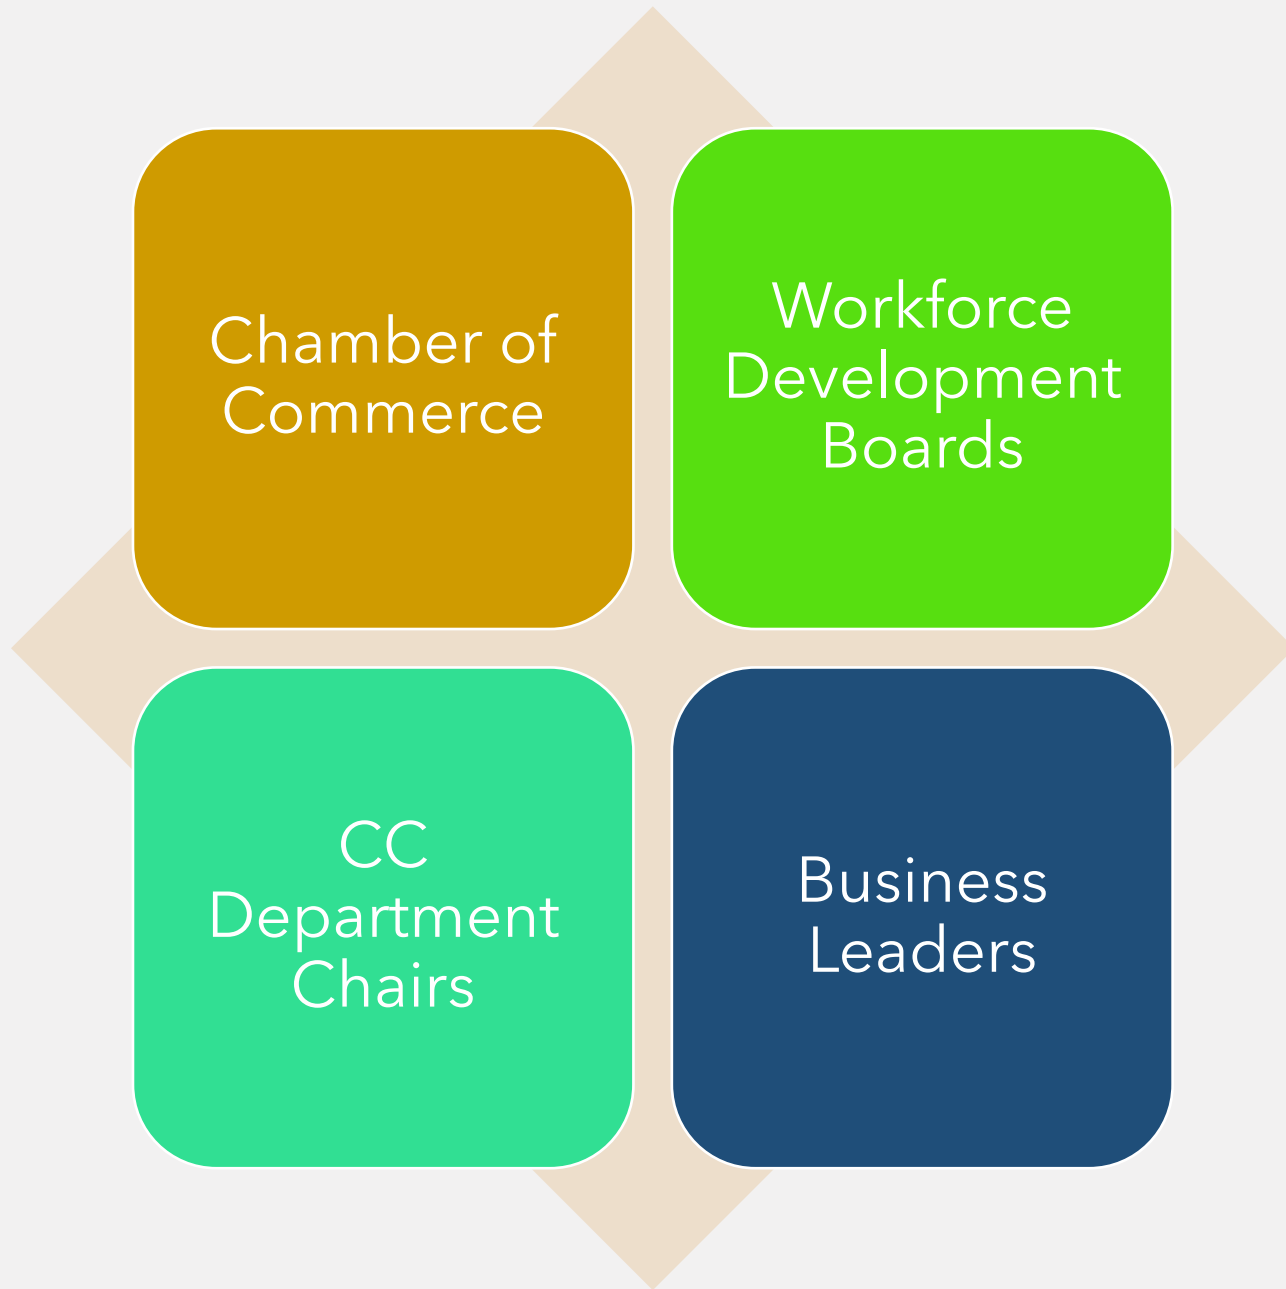 Chamber of
Commerce
Workforce
Development
Boards
CC
Department
Chairs
Business
Leaders